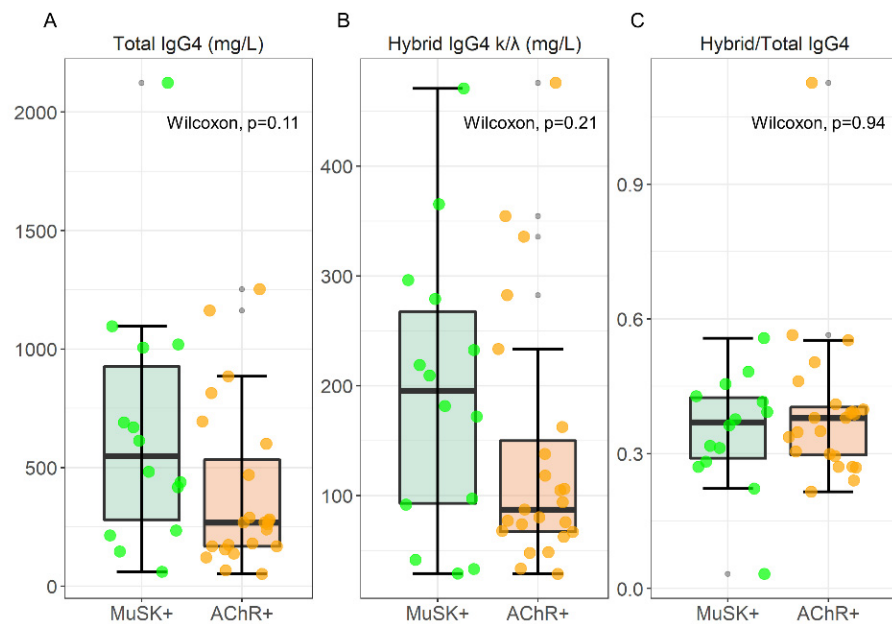 A
Total IgG4 (mg/L)
Wilcoxon, p=0.11
2000
1500
1000
500
0
MuSK+
AChR+
B
Hybrid IgG4 k/λ (mg/L)
Wilcoxon, p=0.21
400
300
200
100
MuSK+
AChR+
C
Hybrid/Total IgG4
Wilcoxon, p=0.94
0.9
0.6
0.3
0.0
MuSK+
AChR+